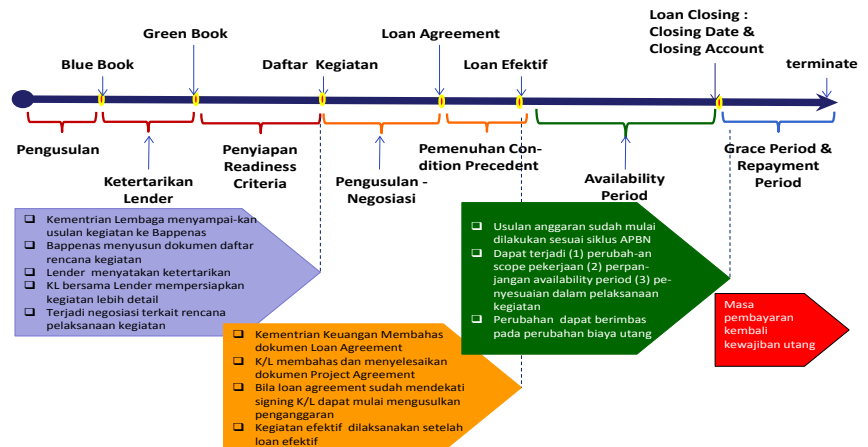 Green Book
Loan Agreement
Loan Closing :
Closing Date &
Closing Account
Blue Book
Daftar Kegiatan
Loan Efektif
terminate
Pengusulan
Ketertarikan
Lender
Penyiapan
Readiness
Criteria
Pengusulan -
Negosiasi
Pemenuhan Con-
dition Precedent
Availability
Period
Grace Period &
Repayment
Period
Kementrian Lembaga menyampai-kan
usulan kegiatan ke Bappenas
Bappenas menyusun dokumen daftar
rencana kegiatan
Lender menyatakan ketertarikan
KL bersama Lender mempersiapkan
kegiatan lebih detail
Terjadi negosiasi terkait rencana
pelaksanaan kegiatan
Usulan anggaran sudah mulai
dilakukan sesuai siklus APBN
Dapat terjadi (1) perubah-an
scope pekerjaan (2) perpan-
jangan availability period (3) pe-
nyesuaian dalam pelaksanaan
kegiatan
Perubahan dapat berimbas
pada perubahan biaya utang
Masa
pembayaran
kembali
kewajiban utang
Kementrian Keuangan Membahas
dokumen Loan Agreement
K/L membahas dan menyelesaikan
dokumen Project Agreement
Bila loan agreement sudah mendekati
signing K/L dapat mulai mengusulkan
penganggaran
Kegiatan efektif dilaksanakan setelah
loan efektif